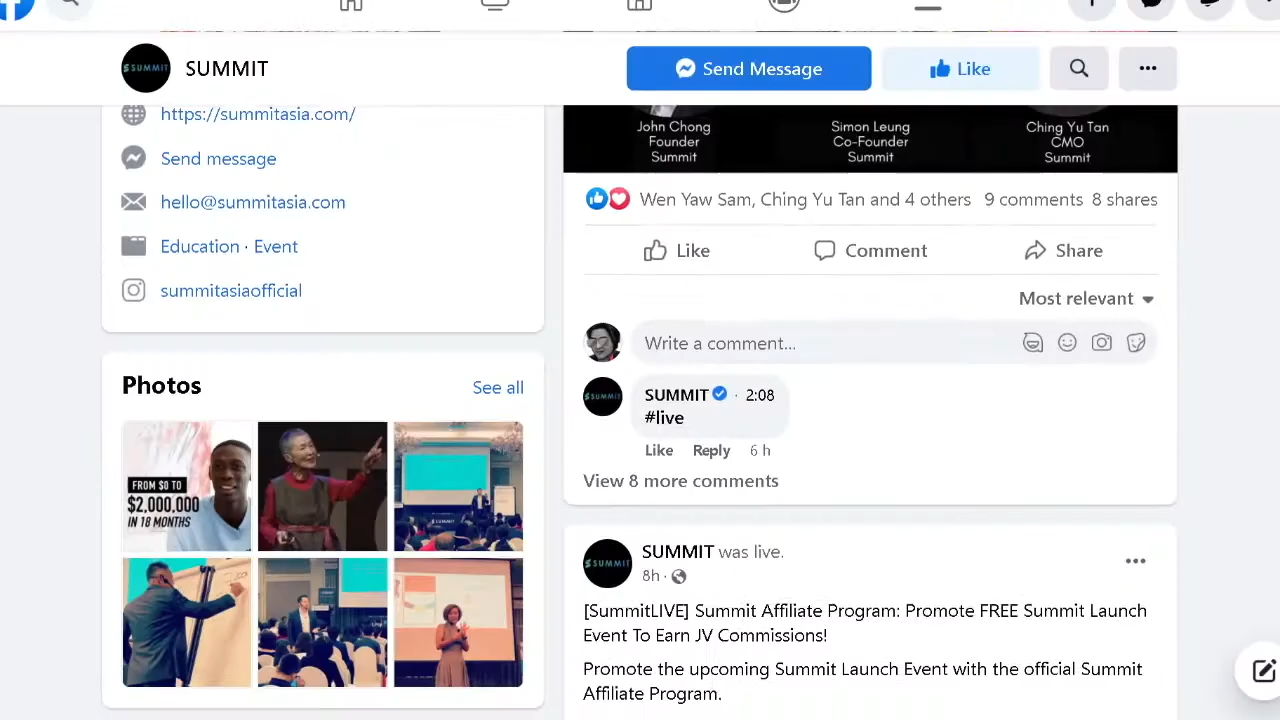 SUMMIT
SUMMIT
Send Message
Like
https://summitasia.com/
Send message
hello@summitasia.com
Education · Event
summitasiaofficial
Photos
See all
FROM $0 TO
$2,000,000
IN 18 MONTHS
John Chong
Founder
Summit
Simon Leung
Co-Founder
Summit
Ching Yu Tan
CMO
Summit
Wen Yaw Sam, Ching Yu Tan and 4 others
9 comments
8 shares
Like
Comment
Share
Most relevant
Write a comment...
SUMMIT
SUMMIT · 2:08
#live
Like
Reply
6 h
View 8 more comments
SUMMIT
SUMMIT was live.
8h ·
[SummitLIVE] Summit Affiliate Program: Promote FREE Summit Launch
Event To Earn JV Commissions!
Promote the upcoming Summit Launch Event with the official Summit
Affiliate Program.